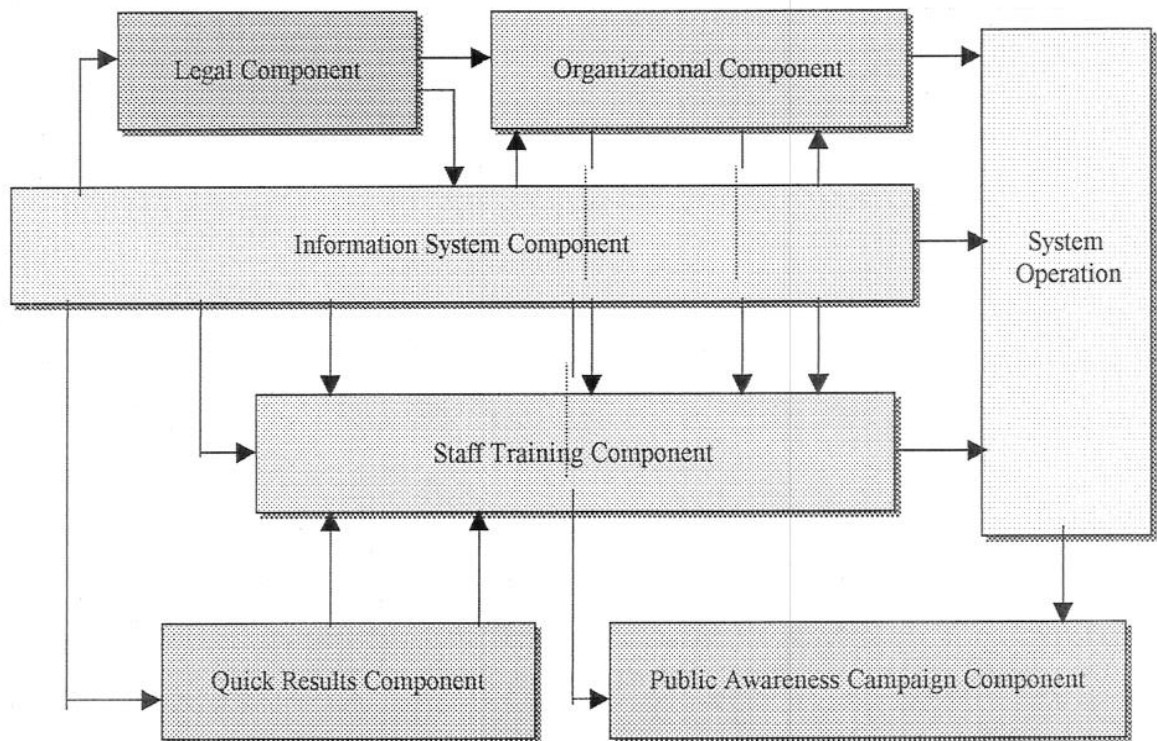 Legal Component
Organizational Component
Information System Component
System
Operation
Staff Training Component
Quick Results Component
Public Awareness Campaign Component